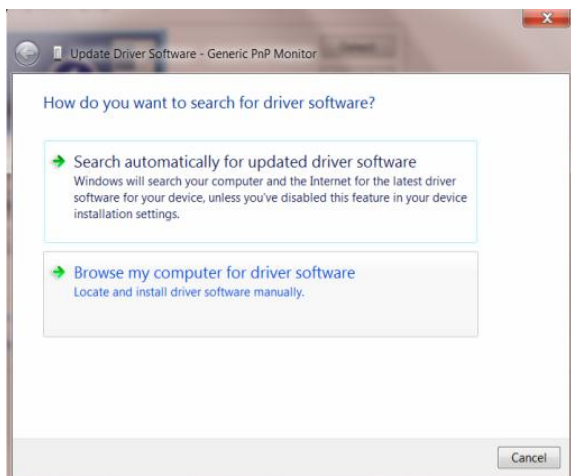 Update Driver Software - Generic PnP Monitor
How do you want to search for driver software?
Search automatically for updated driver software
Windows will search your computer and the Internet for the latest driver
software for your device, unless you've disabled this feature in your device
installation settings.
Browse my computer for driver software
Locate and install driver software manually.
Cancel